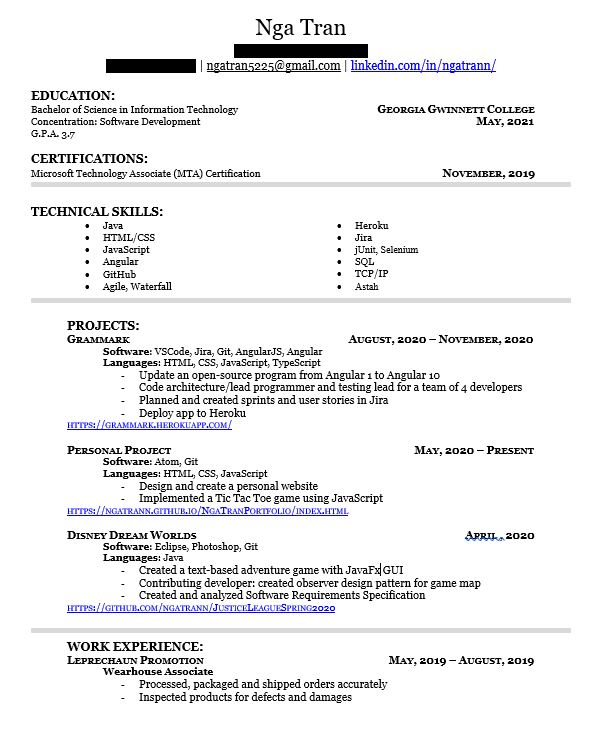 Nga Tran
| ngatran5225@gmail.com | linkedin.com/in/ngatrann/
EDUCATION:
Bachelor of Science in Information Technology GEORGIA GWINNETT COLLEGE
Concentration: Software Development MAY, 2021
G.P.A. 3.7
CERTIFICATIONS:
Microsoft Technology Associate (MTA) Certification NOVEMBER, 2019
TECHNICAL SKILLS:
• Java • Heroku
• HTML/CSS • Jira
• JavaScript • jUnit, Selenium
• Angular • SQL
• GitHub • TCP/IP
• Agile, Waterfall • Astah
PROJECTS:
GRAMMARK AUGUST, 2020 – NOVEMBER, 2020
Software: VSCode, Jira, Git, AngularJS, Angular
Languages: HTML, CSS, JavaScript, TypeScript
- Update an open-source program from Angular 1 to Angular 10
- Code architecture/lead programmer and testing lead for a team of 4 developers
- Planned and created sprints and user stories in Jira
- Deploy app to Heroku
HTTPS://GRAMMARK.HEROKUAPP.COM/
PERSONAL PROJECT MAY, 2020 – PRESENT
Software: Atom, Git
Languages: HTML, CSS, JavaScript
- Design and create a personal website
- Implemented a Tic Tac Toe game using JavaScript
HTTPS://NGATRANN.GITHUB.IO/NGATRANPORTFOLIO/INDEX.HTML
DISNEY DREAM WORLDS APRIL , 2020
Software: Eclipse, Photoshop, Git
Languages: Java
- Created a text-based adventure game with JavaFx GUI
- Contributing developer: created observer design pattern for game map
- Created and analyzed Software Requirements Specification
HTTPS://GITHUB.COM/NGATRANN/JUSTICELEAGUESPRING2020
WORK EXPERIENCE:
LEPRECHAUN PROMOTION MAY, 2019 – AUGUST, 2019
Wearhouse Associate
- Processed, packaged and shipped orders accurately
- Inspected products for defects and damages